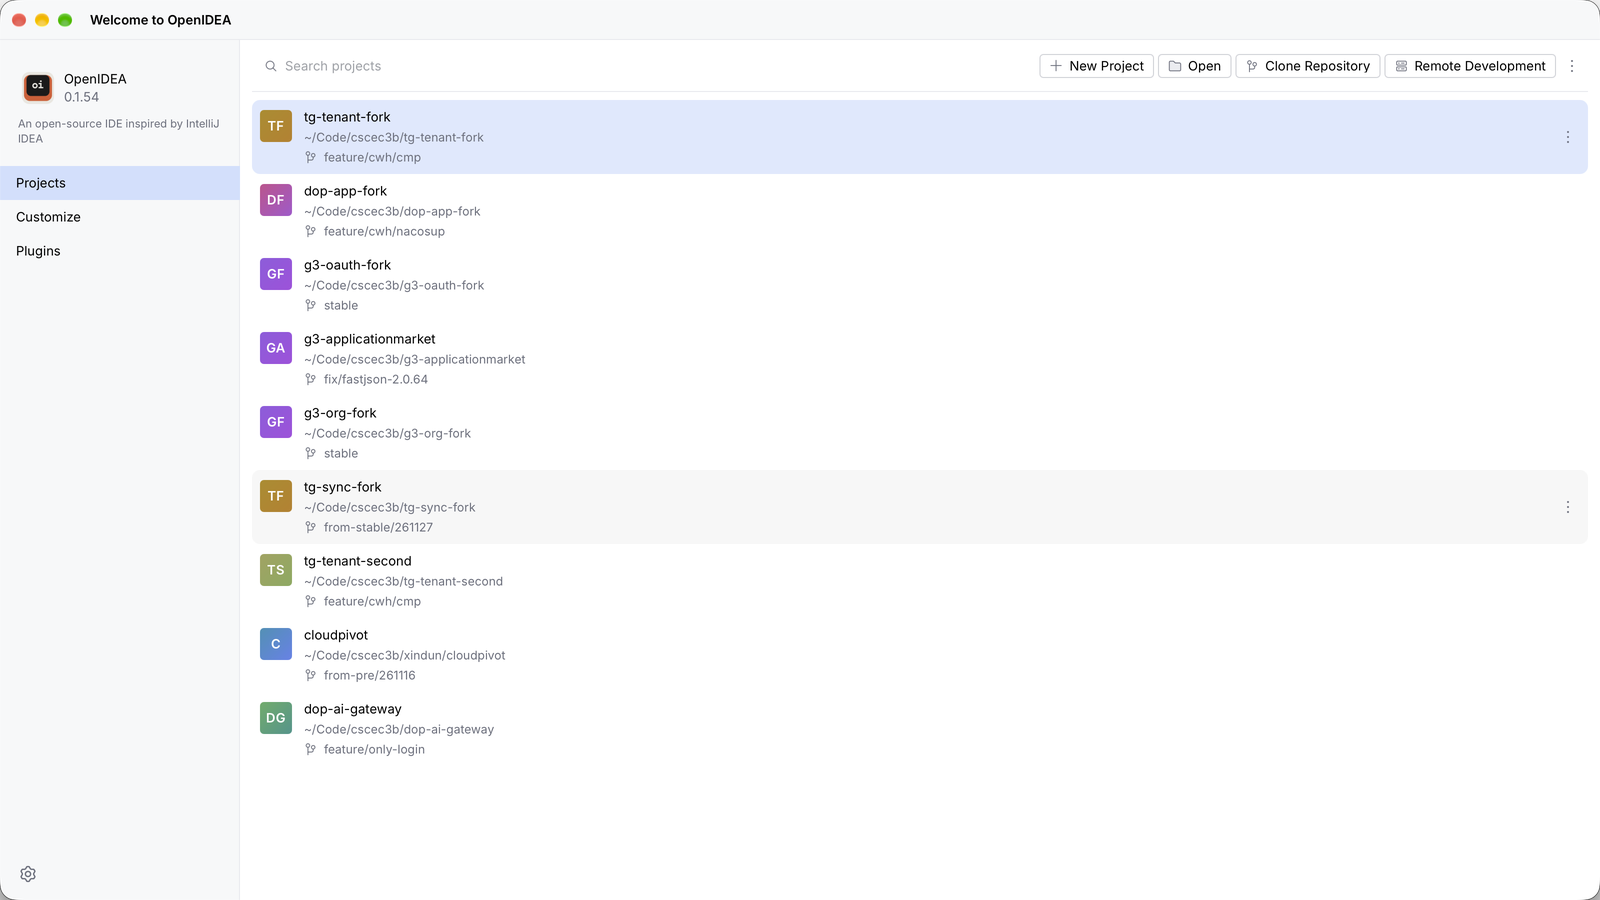 Welcome to OpenIDEA
oi
OpenIDEA
0.1.54
An open-source IDE inspired by IntelliJ
IDEA
Projects
Customize
Plugins
Search projects
New Project
Open
Clone Repository
Remote Development
TF
tg-tenant-fork
~/Code/cscec3b/tg-tenant-fork
feature/cwh/cmp
DF
dop-app-fork
~/Code/cscec3b/dop-app-fork
feature/cwh/nacosup
GF
g3-oauth-fork
~/Code/cscec3b/g3-oauth-fork
stable
GA
g3-applicationmarket
~/Code/cscec3b/g3-applicationmarket
fix/fastjson-2.0.64
GF
g3-org-fork
~/Code/cscec3b/g3-org-fork
stable
TF
tg-sync-fork
~/Code/cscec3b/tg-sync-fork
from-stable/261127
TS
tg-tenant-second
~/Code/cscec3b/tg-tenant-second
feature/cwh/cmp
C
cloudpivot
~/Code/cscec3b/xindun/cloudpivot
from-pre/261116
DG
dop-ai-gateway
~/Code/cscec3b/dop-ai-gateway
feature/only-login